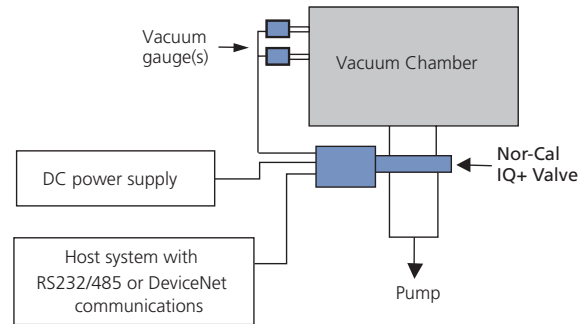 Vacuum
gauge(s)
Vacuum Chamber
Nor-Cal
IQ+ Valve
DC power supply
Host system with
RS232/485 or DeviceNet
communications
Pump